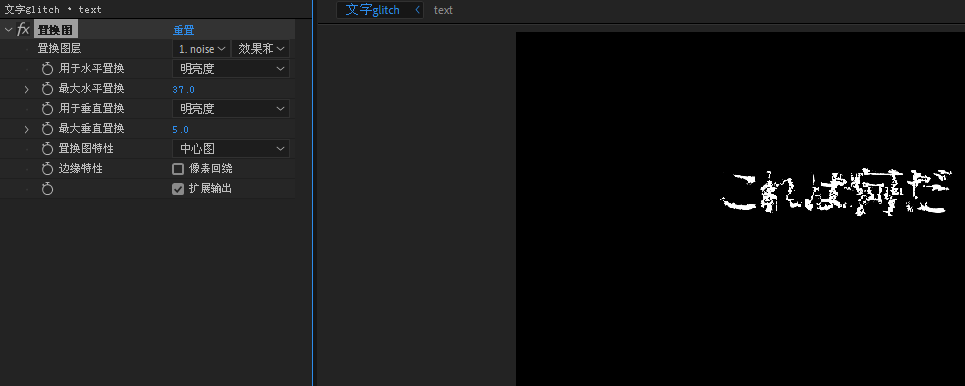 文字glitch • text
fx 置换图 重置
置换图层 1. noise 效果和
用于水平置换 明亮度
最大水平置换 37.0
用于垂直置换 明亮度
最大垂直置换 5.0
置换图特性 中心图
边缘特性 像素回绕
扩展输出
文字glitch text
これは何だ